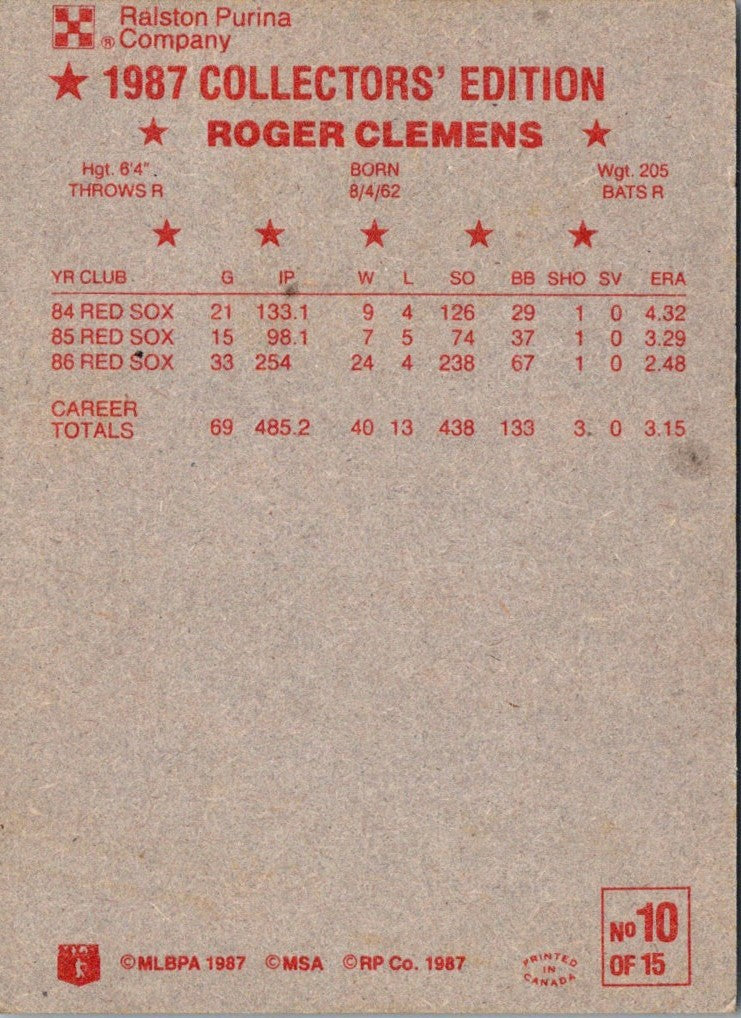 Ralston Purina
® Company
★ 1987 COLLECTORS' EDITION
★ ROGER CLEMENS ★
Hgt. 6'4". BORN Wgt. 205
THROWS R 8/4/62 BATS R
★ ★ ★ ★ ★
YR CLUB G IP W L SO BB SHO SV ERA
84 RED SOX 21 133.1 9 4 126 29 1 0 4.32
85 RED SOX 15 98.1 7 5 74 37 1 0 3.29
86 RED SOX 33 254 24 4 238 67 1 0 2.48
CAREER
TOTALS 69 485.2 40 13 438 133 3. 0 3.15
©MLBPA 1987 ©MSA ©RP Co. 1987
PRINTED
IN
CANADA
No 10
OF 15